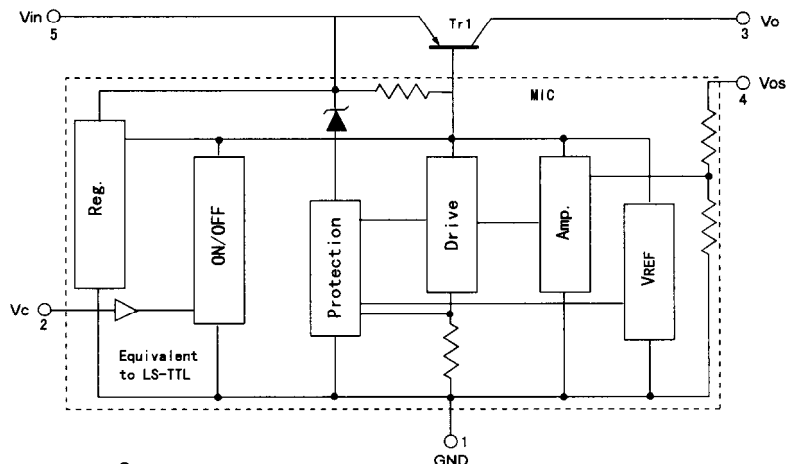 Vin 5
Tr1
3 Vo
MIC
Vos 4
Reg.
ON/OFF
Protection
Drive
Amp.
VREF
Vc 2
Equivalent
to LS-TTL
1
GND